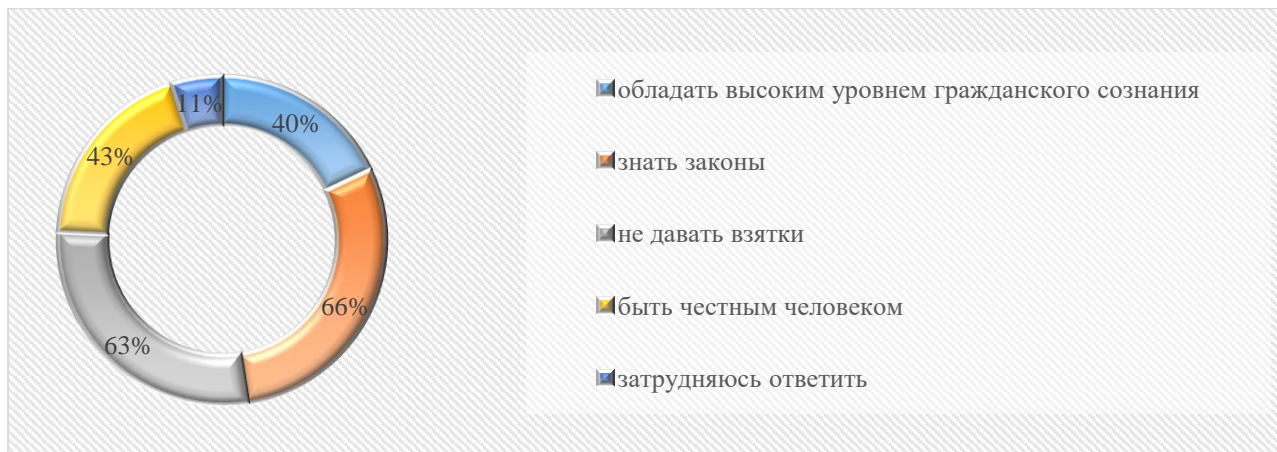 11%
40%
43%
66%
63%
обладать высоким уровнем гражданского сознания
знать законы
не давать взятки
быть честным человеком
затрудняюсь ответить